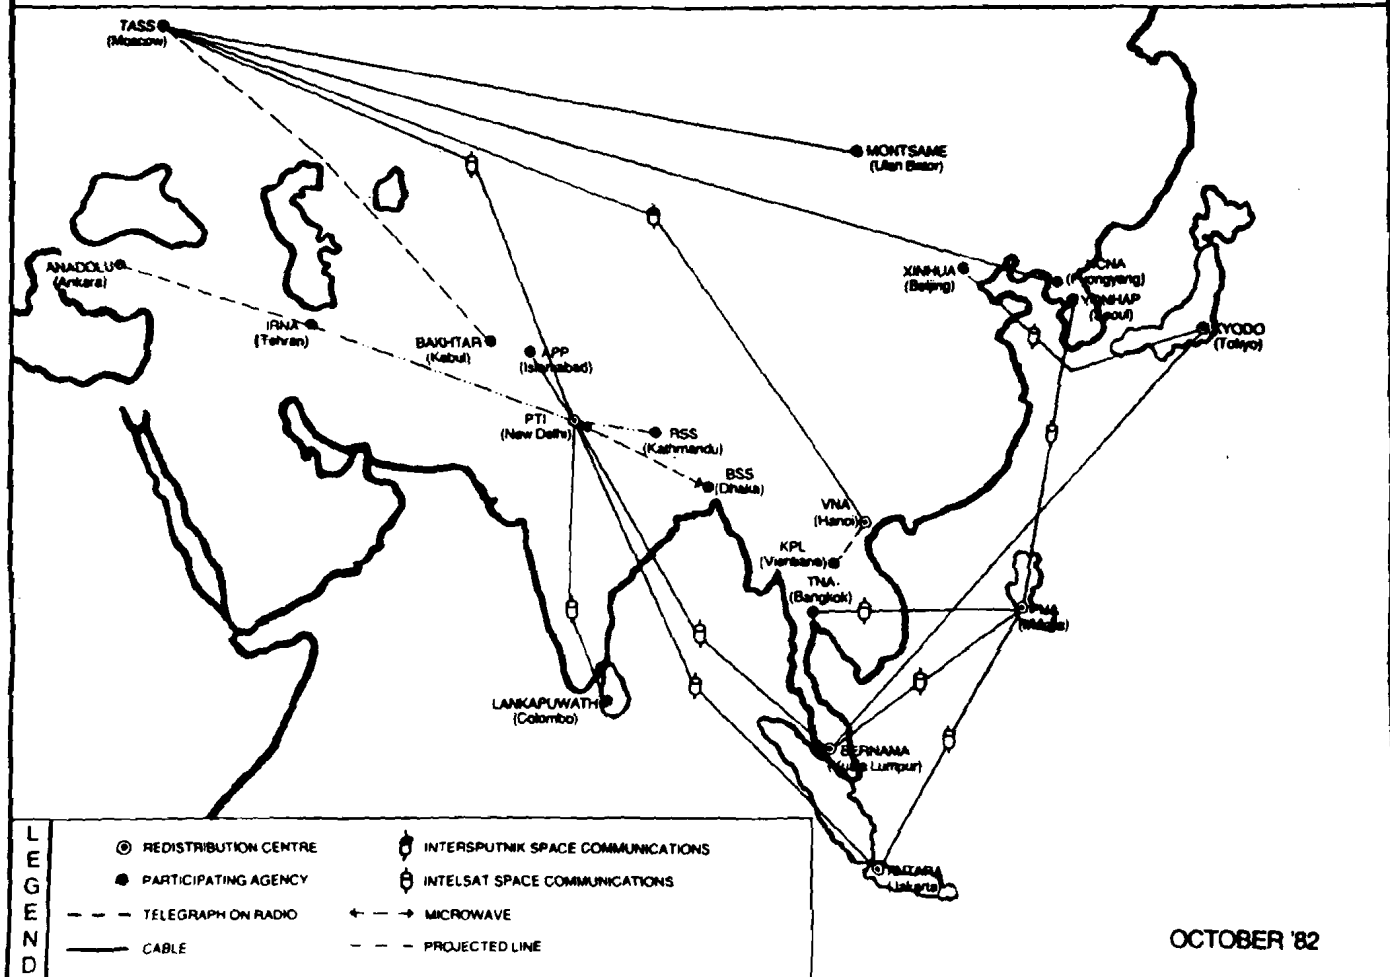 TASS
(Moscow)
MONTSAME
(Ulan Bator)
XINHUA
(Beijing)
KCNA
(Pyongyang)
YONHAP
(Seoul)
KYODO
(Tokyo)
ANADOLU
(Ankara)
IRNA
(Tehran)
BAKHTAR
(Kabul)
APP
(Islamabad)
PTI
(New Delhi)
RSS
(Kathmandu)
BSS
(Dhaka)
VNA
(Hanoi)
KPL
(Vientiane)
TNA
(Bangkok)
PNA
(Manila)
LANKAPUWATH
(Colombo)
BERNAMA
(Kuala Lumpur)
ANTARA
(Jakarta)
LEGEND
REDISTRIBUTION CENTRE
PARTICIPATING AGENCY
TELEGRAPH ON RADIO
CABLE
INTERSPUTNIK SPACE COMMUNICATIONS
INTELSAT SPACE COMMUNICATIONS
MICROWAVE
PROJECTED LINE
OCTOBER '82